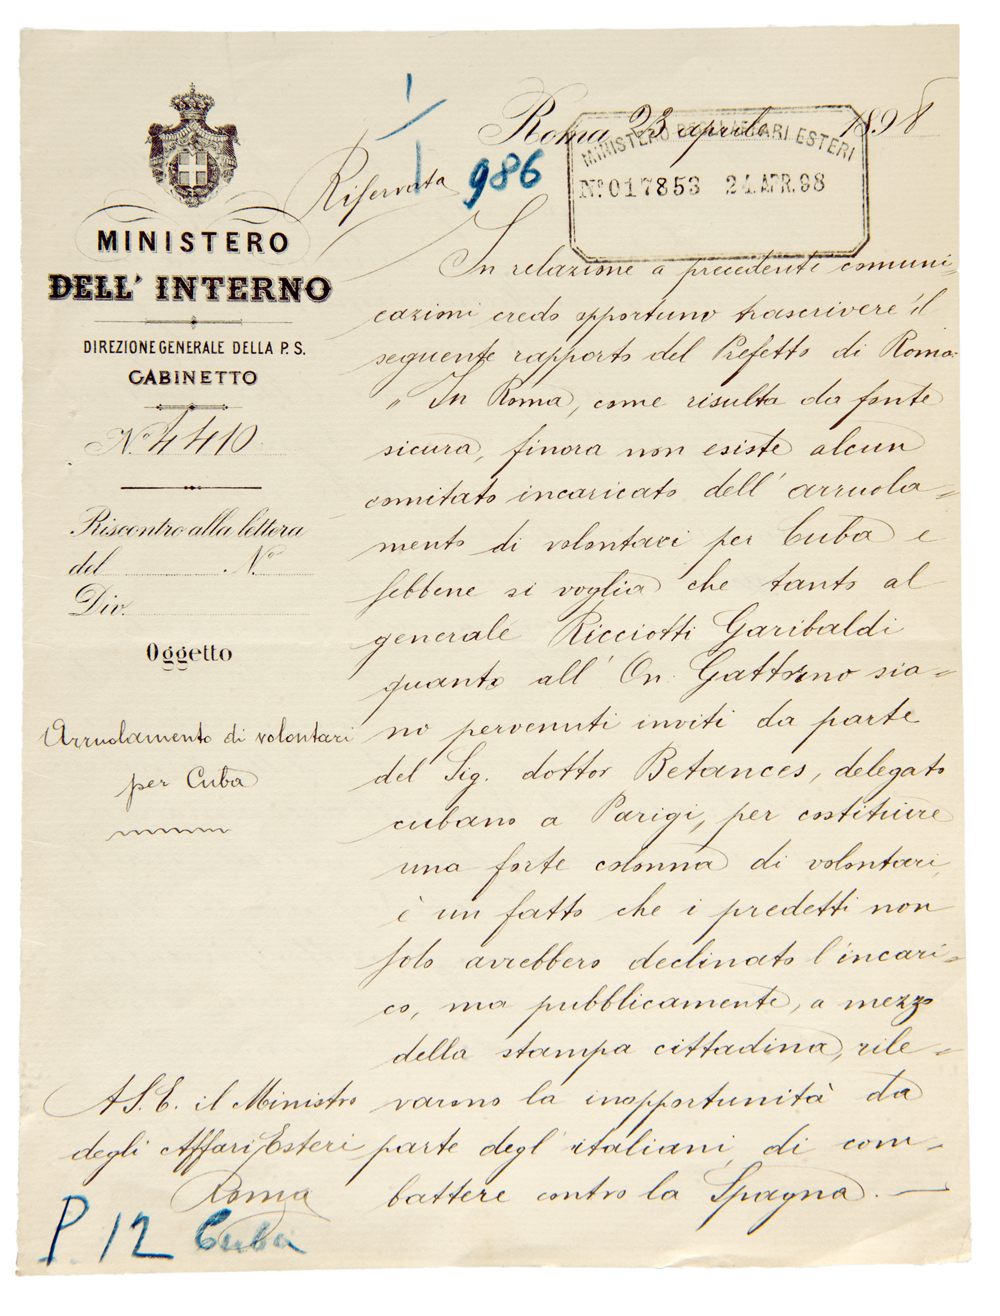 Roma 23 aprile 1898
MINISTERO DEGLI AFFARI ESTERI
Nº 017853 24. APR. 98
Riservata
986
MINISTERO
DELL' INTERNO
DIREZIONE GENERALE DELLA P. S.
GABINETTO
N.º 4410
Riscontro alla lettera
del . N.º
Div.
Oggetto
Arruolamento di volontari
per Cuba
In relazione a precedenti comuni=
cazioni credo opportuno trascrivere il
seguente rapporto del Prefetto di Roma:
" In Roma, come risulta da fonte
sicura, finora non esiste alcun
comitato incaricato dell' arruola=
mento di volontari per Cuba e
sebbene si voglia che tanto al
generale Ricciotti Garibaldi
quanto all' On. Gattorno sia=
no pervenuti inviti da parte
del Sig. dottor Betances, delegato
cubano a Parigi, per costituire
una forte colonna di volontari,
è un fatto che i predetti non
solo avrebbero declinato l'incari=
co, ma pubblicamente, a mezzo
della stampa cittadina, rile=
varono la inopportunità da
parte degl' italiani di com=
battere contro la Spagna. —
A S. E. il Ministro
degli Affari Esteri
Roma
P. 12 Cuba